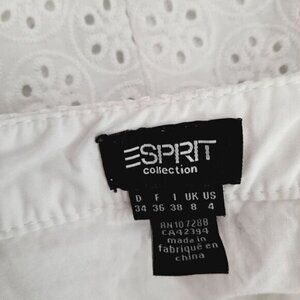 ESPRIT
collection
D F I UK US
34 36 38 8 4
RN107288
CA42394
made in
fabriqué en
china